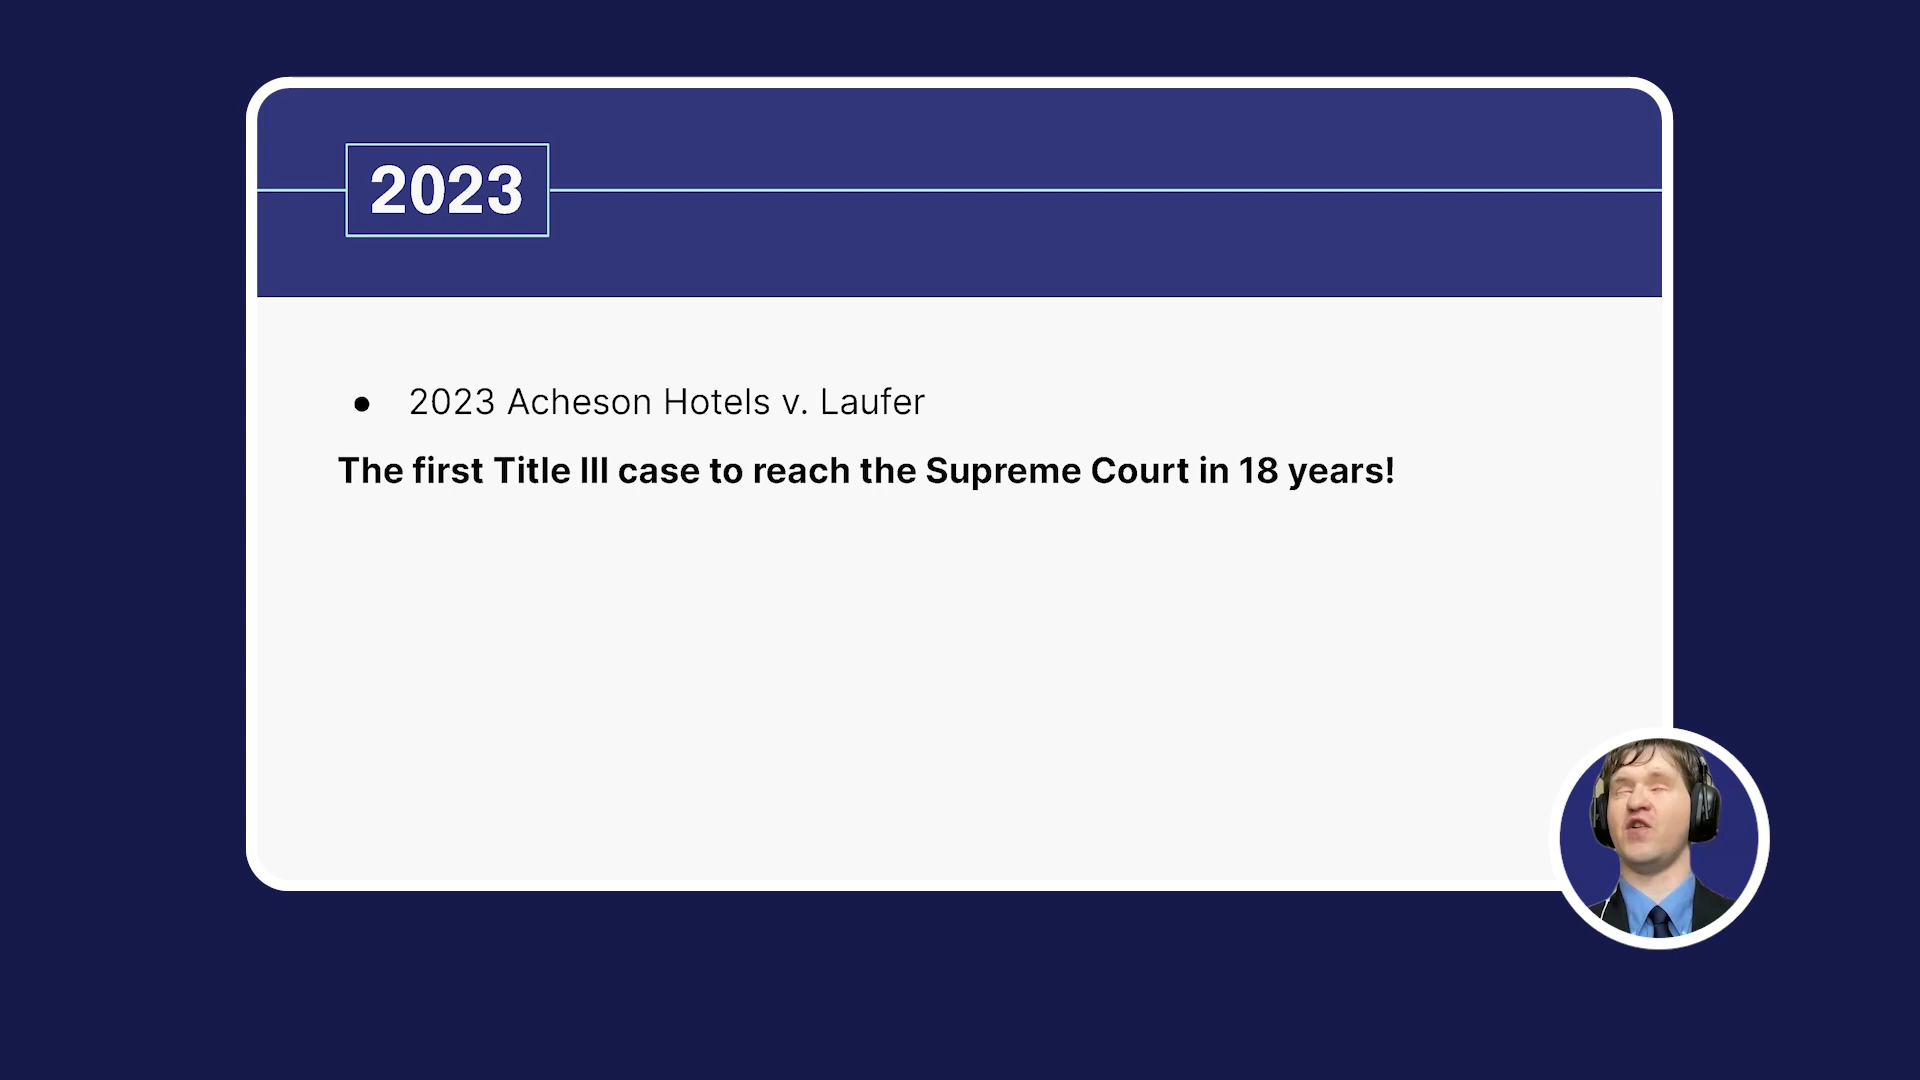 2023
● 2023 Acheson Hotels v. Laufer
The first Title III case to reach the Supreme Court in 18 years!